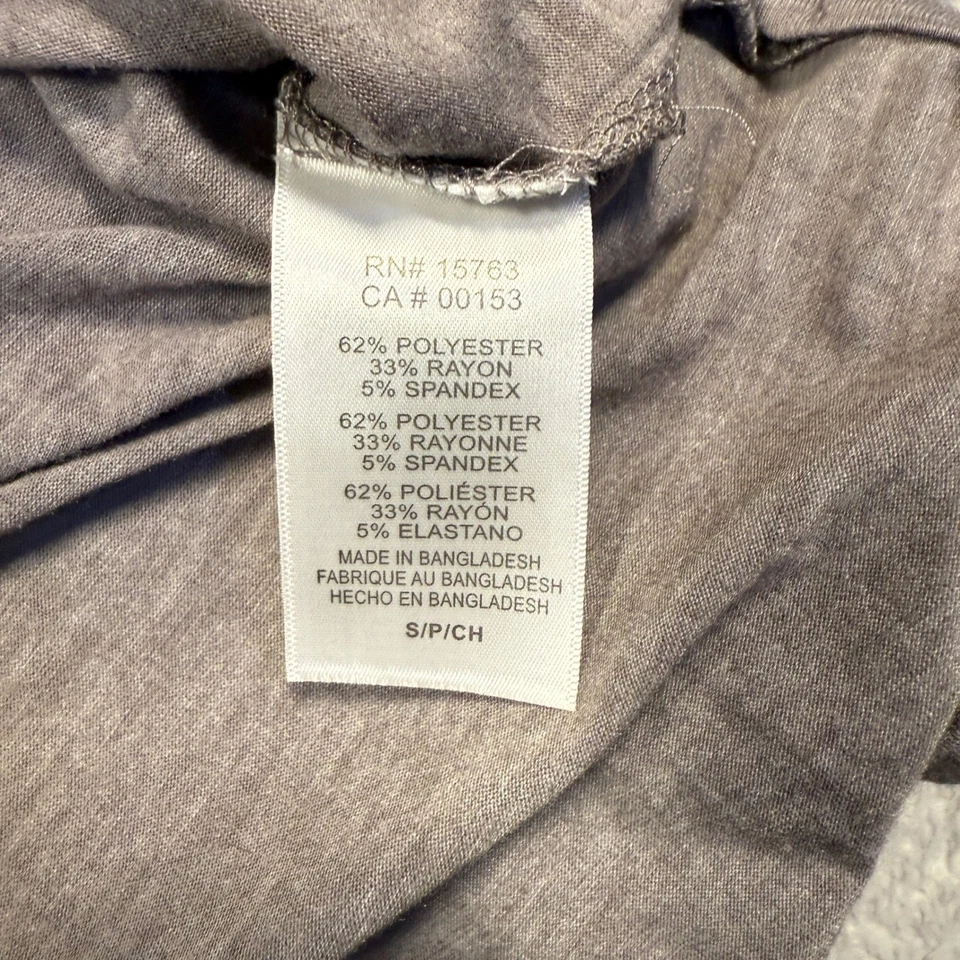 RN# 15763
CA # 00153
62% POLYESTER
33% RAYON
5% SPANDEX
62% POLYESTER
33% RAYONNE
5% SPANDEX
62% POLIÉSTER
33% RAYÓN
5% ELASTANO
MADE IN BANGLADESH
FABRIQUE AU BANGLADESH
HECHO EN BANGLADESH
S/P/CH